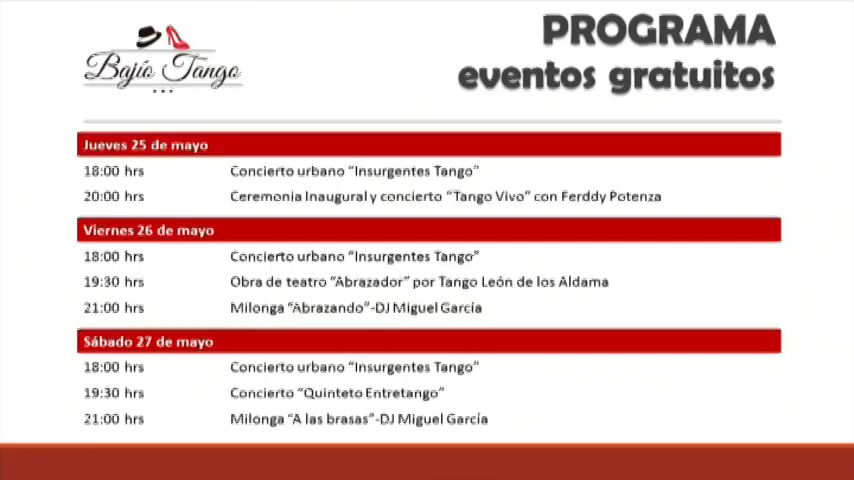 Bajío Tango
PROGRAMA
eventos gratuitos
Jueves 25 de mayo
18:00 hrs Concierto urbano “Insurgentes Tango”
20:00 hrs Ceremonia Inaugural y concierto “Tango Vivo” con Ferddy Potenza
Viernes 26 de mayo
18:00 hrs Concierto urbano “Insurgentes Tango”
19:30 hrs Obra de teatro “Abrazador” por Tango León de los Aldama
21:00 hrs Milonga “Abrazando”-DJ Miguel García
Sábado 27 de mayo
18:00 hrs Concierto urbano “Insurgentes Tango”
19:30 hrs Concierto “Quinteto Entretango”
21:00 hrs Milonga “A las brasas”-DJ Miguel García